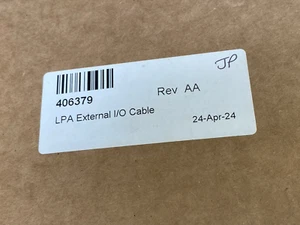 JP
406379 Rev AA
LPA External I/O Cable
24-Apr-24